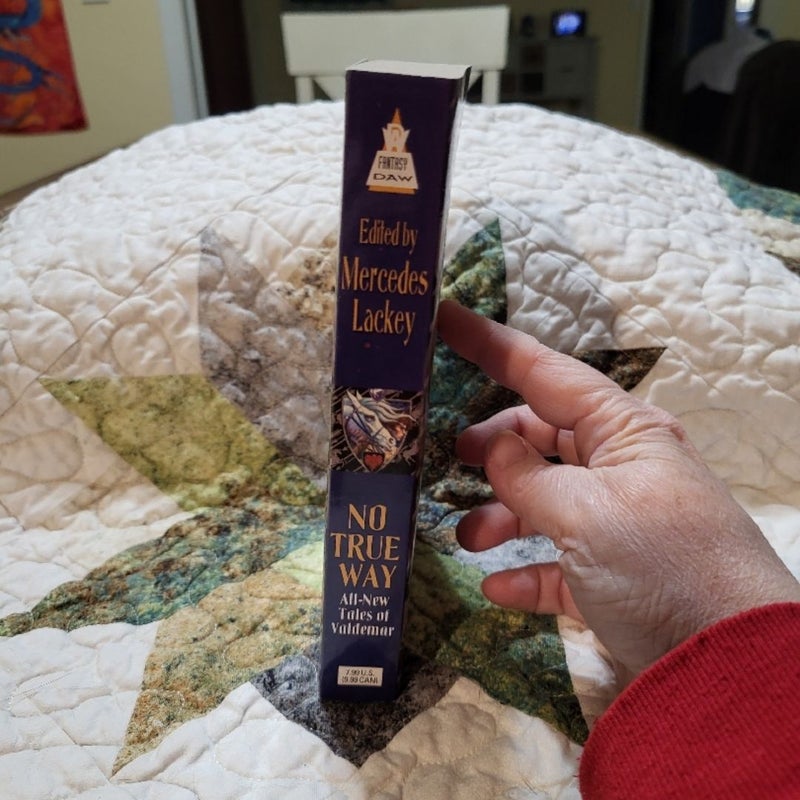 FANTASY
DAW
Edited by
Mercedes
Lackey
NO
TRUE
WAY
All-New
Tales of
Valdemar
7.99 U.S.
(9.99 CAN)